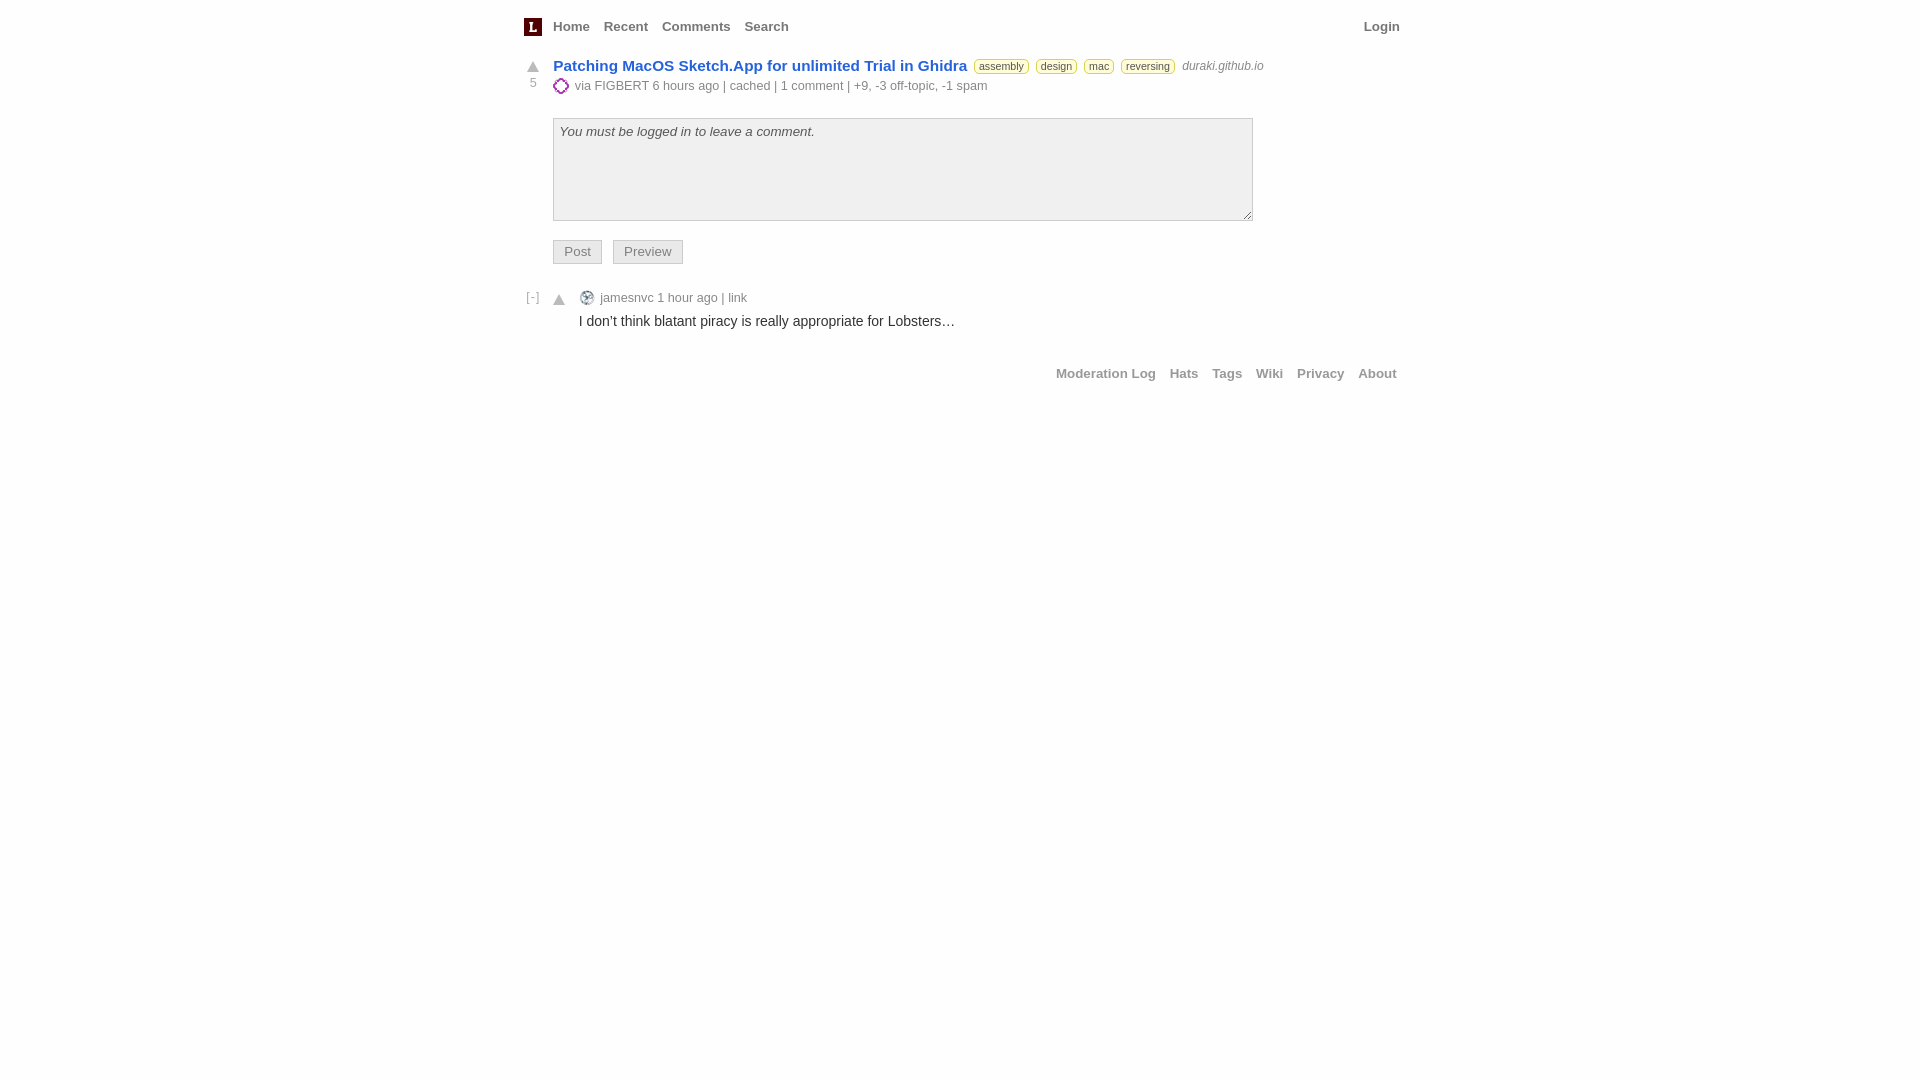 L Home Recent Comments Search Login
Patching MacOS Sketch.App for unlimited Trial in Ghidra assembly design mac reversing duraki.github.io
5 via FIGBERT 6 hours ago | cached | 1 comment | +9, -3 off-topic, -1 spam
You must be logged in to leave a comment.
Post Preview
[-] jamesnvc 1 hour ago | link
I don’t think blatant piracy is really appropriate for Lobsters…
Moderation Log Hats Tags Wiki Privacy About